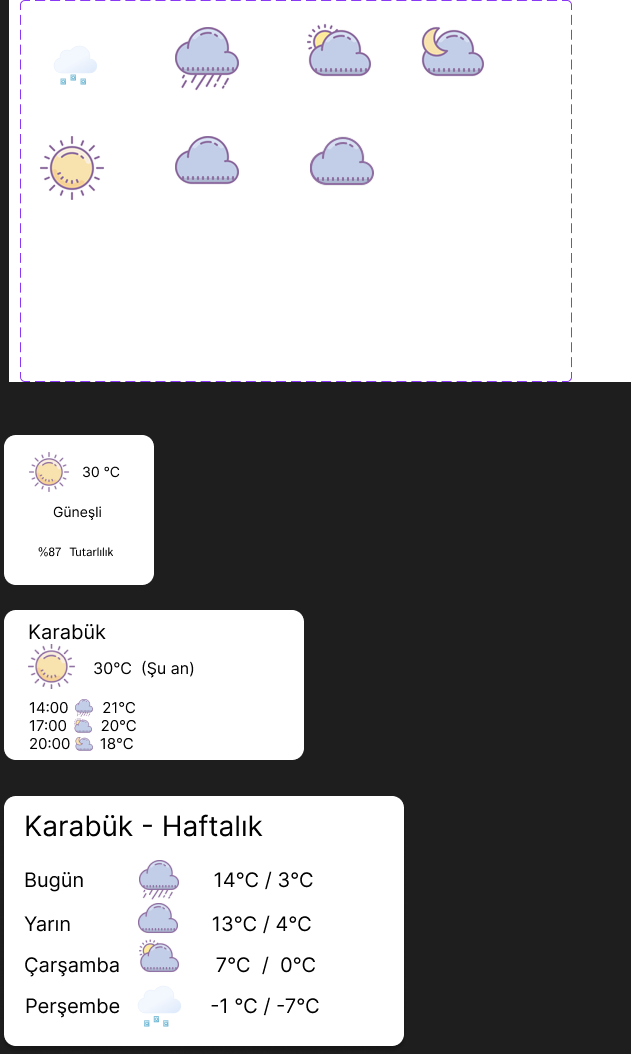 30 °C
Güneşli
%87 Tutarlılık
Karabük
30°C (Şu an)
14:00 21°C
17:00 20°C
20:00 18°C
Karabük - Haftalık
Bugün 14°C / 3°C
Yarın 13°C / 4°C
Çarşamba 7°C / 0°C
Perşembe -1 °C / -7°C